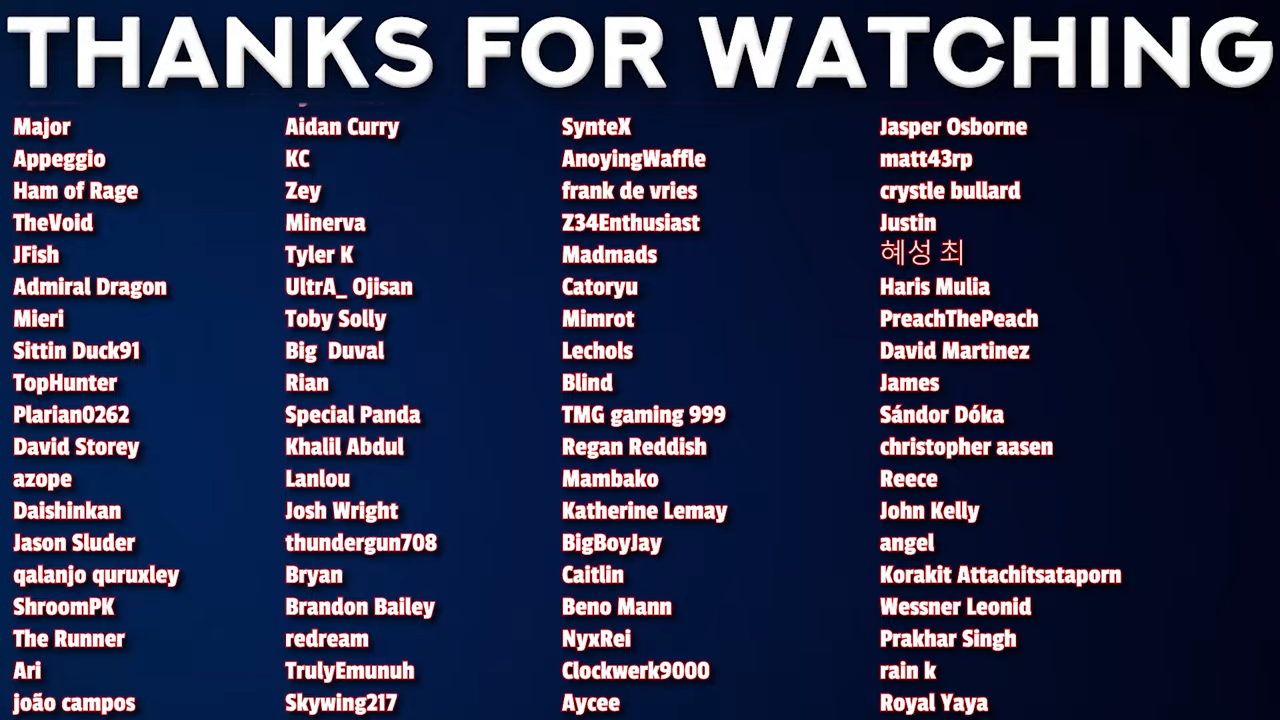 THANKS FOR WATCHING
Major
Appeggio
Ham of Rage
TheVoid
JFish
Admiral Dragon
Mieri
Sittin Duck91
TopHunter
Plarian0262
David Storey
azope
Daishinkan
Jason Sluder
qalanjo quruxley
ShroomPK
The Runner
Ari
joão campos
Aidan Curry
KC
Zey
Minerva
Tyler K
UltrA_ Ojisan
Toby Solly
Big  Duval
Rian
Special Panda
Khalil Abdul
Lanlou
Josh Wright
thundergun708
Bryan
Brandon Bailey
redream
TrulyEmunuh
Skywing217
SynteX
AnoyingWaffle
frank de vries
Z34Enthusiast
Madmads
Catoryu
Mimrot
Lechols
Blind
TMG gaming 999
Regan Reddish
Mambako
Katherine Lemay
BigBoyJay
Caitlin
Beno Mann
NyxRei
Clockwerk9000
Aycee
Jasper Osborne
matt43rp
crystle bullard
Justin
혜성 최
Haris Mulia
PreachThePeach
David Martinez
James
Sándor Dóka
christopher aasen
Reece
John Kelly
angel
Korakit Attachitsataporn
Wessner Leonid
Prakhar Singh
rain k
Royal Yaya